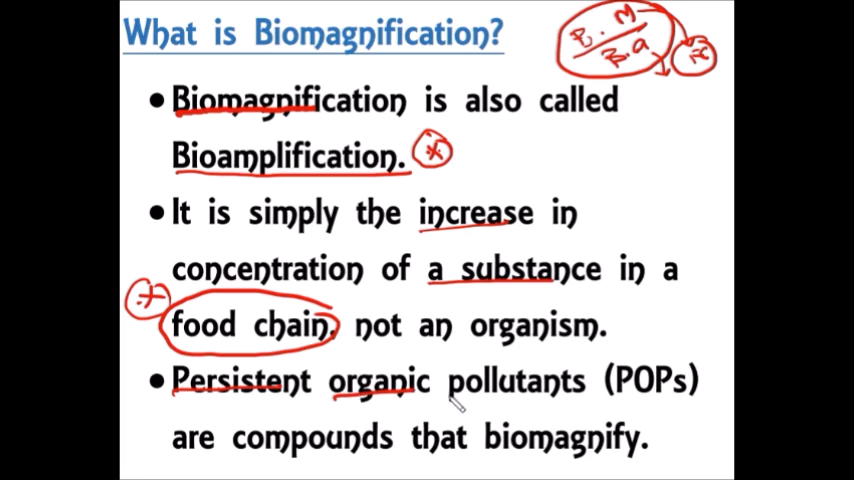 What is Biomagnification?
B. M
B. a
• Biomagnification is also called
Bioamplification.
• It is simply the increase in
concentration of a substance in a
food chain, not an organism.
• Persistent organic pollutants (POPs)
are compounds that biomagnify.